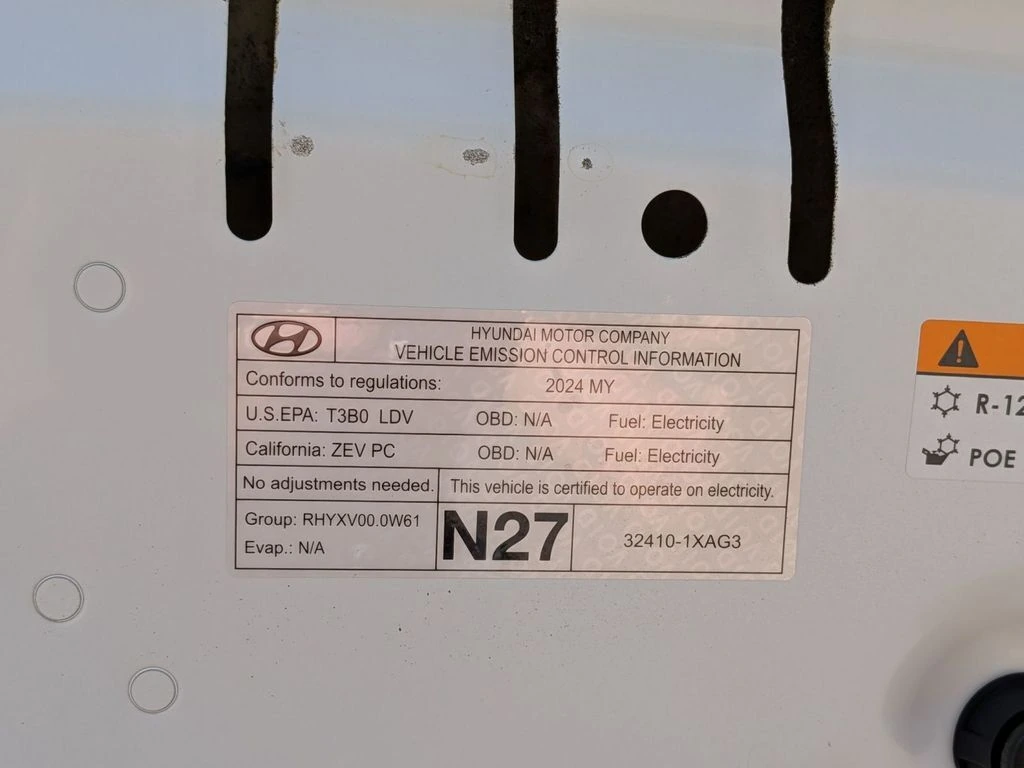 HYUNDAI MOTOR COMPANY
VEHICLE EMISSION CONTROL INFORMATION
Conforms to regulations: 2024 MY
U.S.EPA: T3B0 LDV OBD: N/A Fuel: Electricity
California: ZEV PC OBD: N/A Fuel: Electricity
No adjustments needed. This vehicle is certified to operate on electricity.
Group: RHYXV00.0W61
Evap.: N/A
N27
32410-1XAG3
R-12
POE